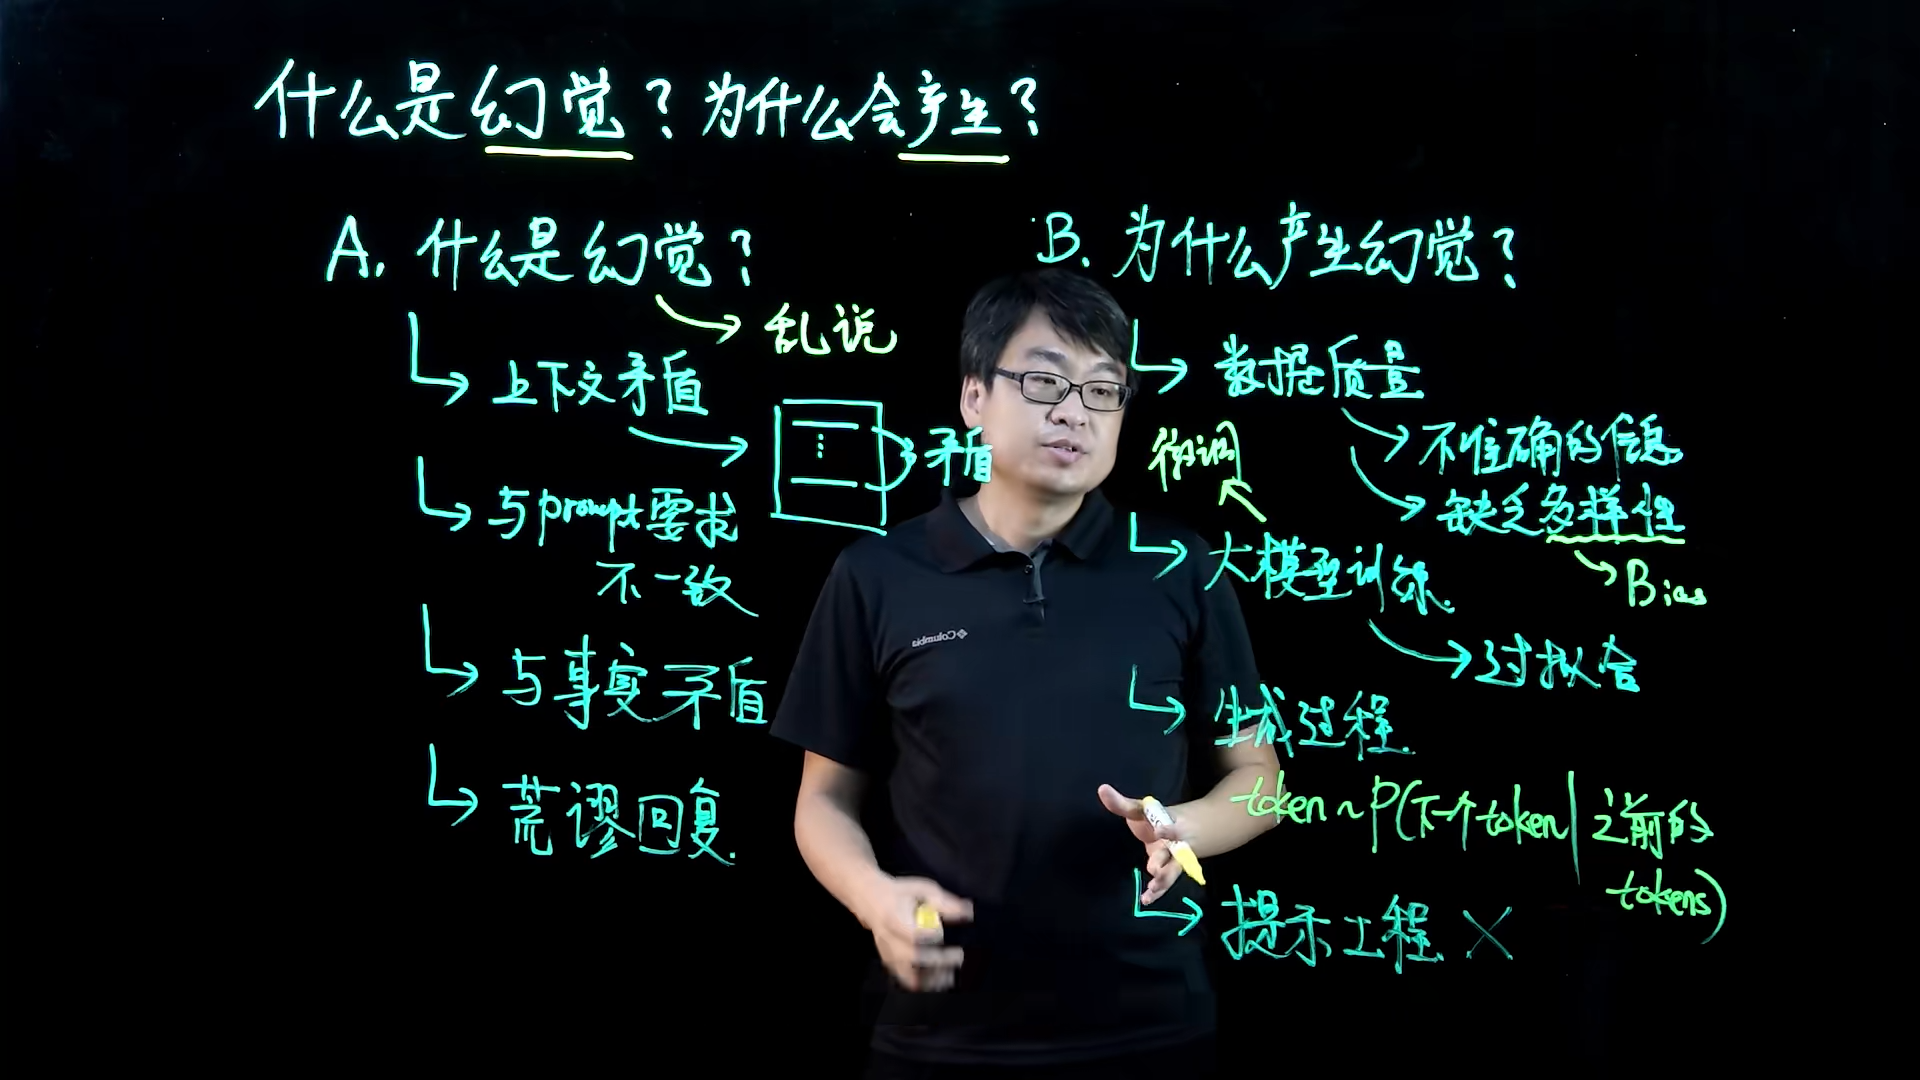 什么是幻觉？为什么会产生？
A. 什么是幻觉？
乱说
上下文矛盾
矛盾
与prompt要求
不一致
与事实矛盾
荒谬回复.
B. 为什么产生幻觉？
数据质量
不准确的信息
缺乏多样性
Bias
微调
大模型训练.
过拟合
生成过程.
token ~ P(下一个token | 之前的
tokens)
提示工程 ×
Columbia